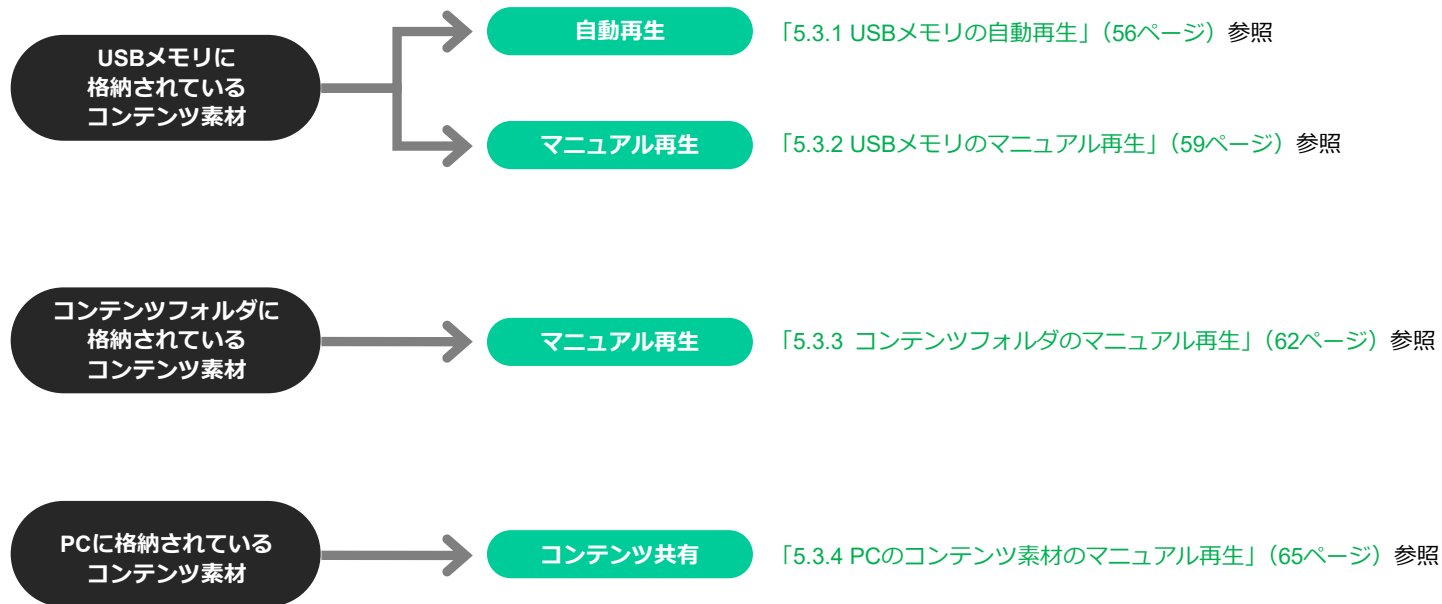 USBメモリに
格納されている
コンテンツ素材
自動再生
「5.3.1 USBメモリの自動再生」（56ページ）参照
マニュアル再生
「5.3.2 USBメモリのマニュアル再生」（59ページ）参照
コンテンツフォルダに
格納されている
コンテンツ素材
マニュアル再生
「5.3.3 コンテンツフォルダのマニュアル再生」（62ページ）参照
PCに格納されている
コンテンツ素材
コンテンツ共有
「5.3.4 PCのコンテンツ素材のマニュアル再生」（65ページ）参照